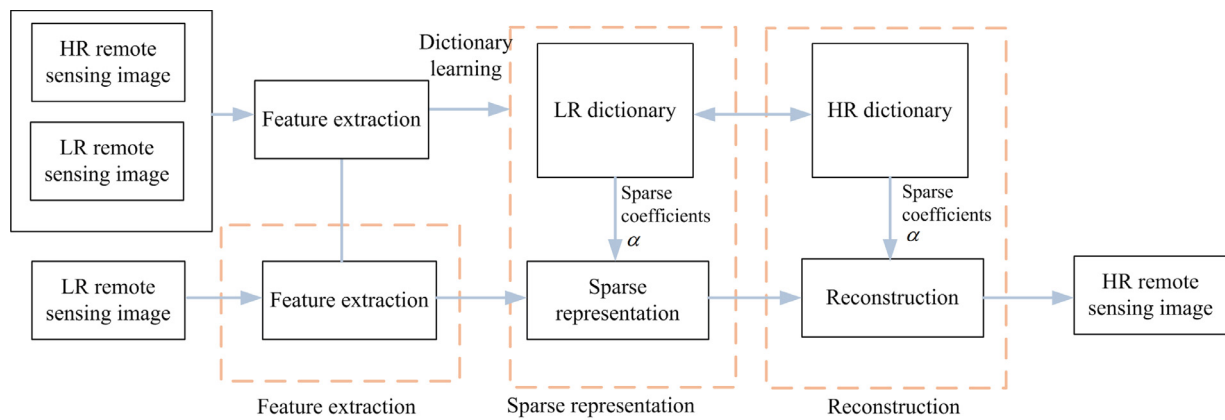 HR remote
sensing image
LR remote
sensing image
Feature extraction
Dictionary
learning
LR dictionary
HR dictionary
Sparse
coefficients
α
Sparse
coefficients
α
LR remote
sensing image
Feature extraction
Sparse
representation
Reconstruction
HR remote
sensing image
Feature extraction
Sparse representation
Reconstruction